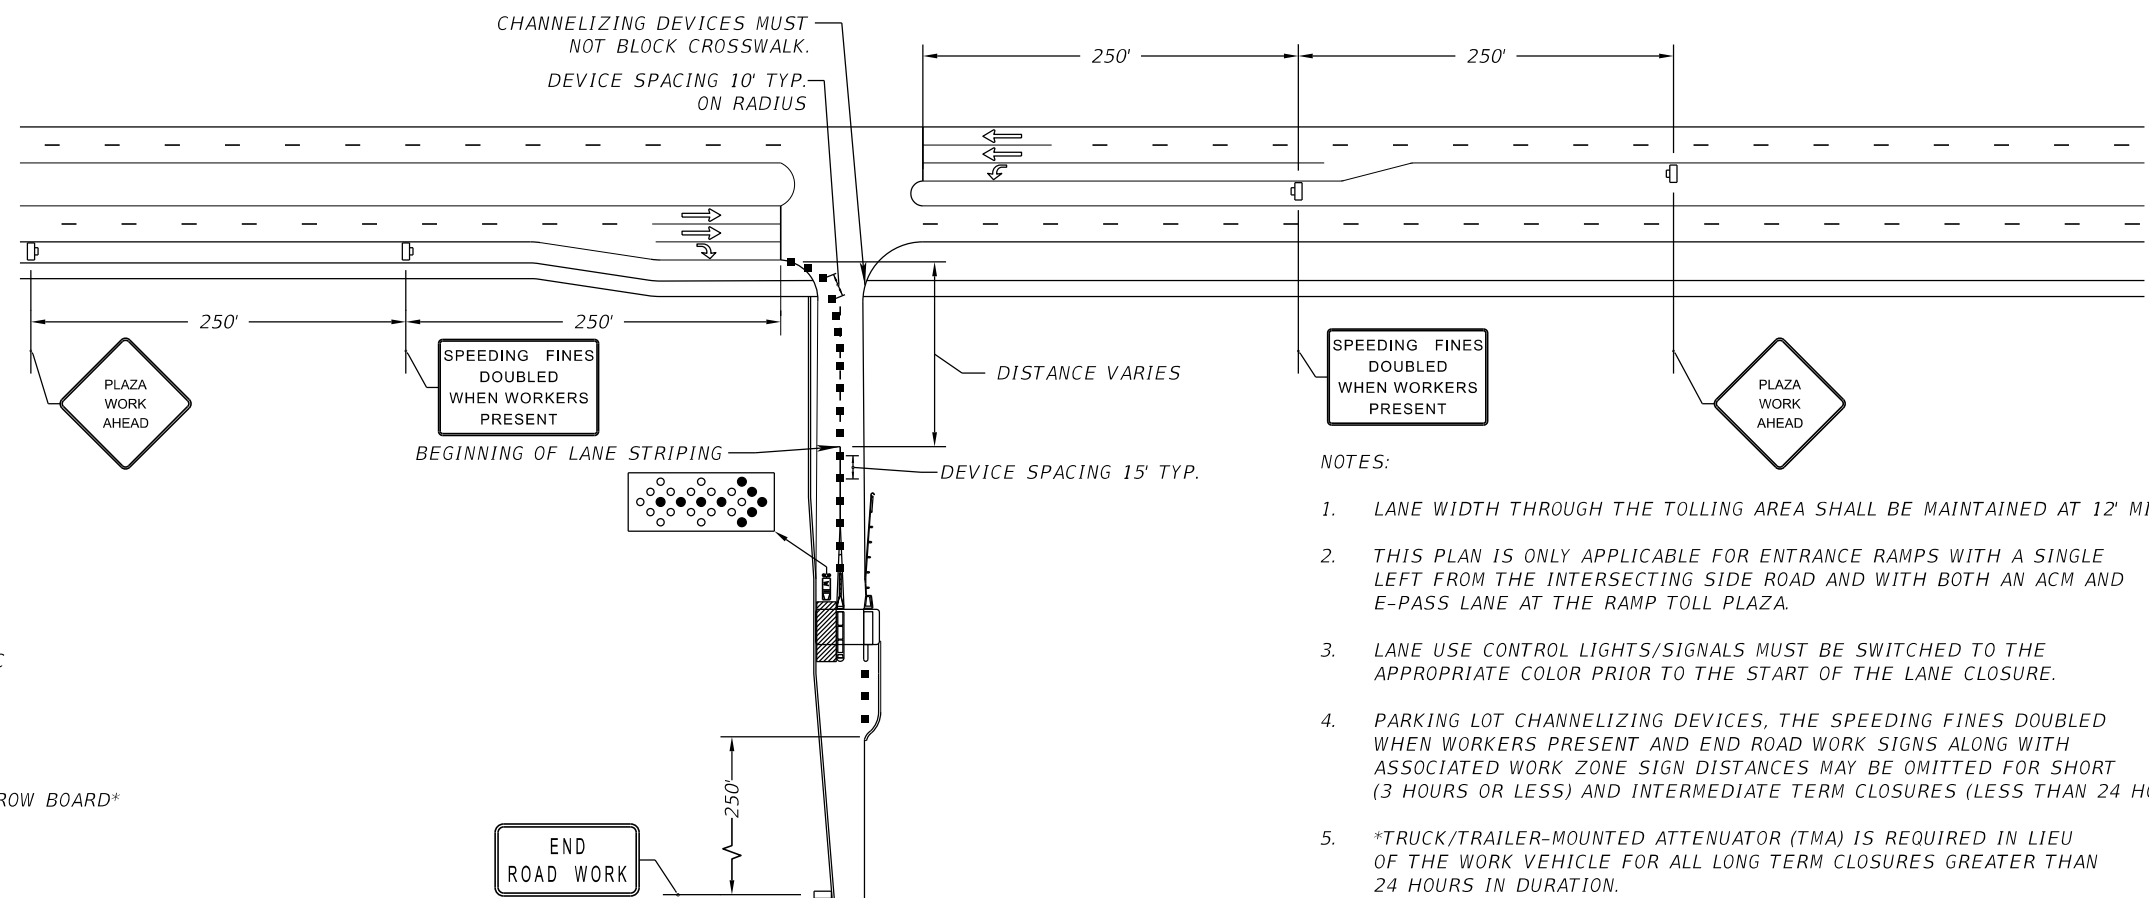 CHANNELIZING DEVICES MUST
NOT BLOCK CROSSWALK.
DEVICE SPACING 10' TYP.
ON RADIUS
250'
250'
250'
250'
PLAZA
WORK
AHEAD
SPEEDING FINES
DOUBLED
WHEN WORKERS
PRESENT
DISTANCE VARIES
SPEEDING FINES
DOUBLED
WHEN WORKERS
PRESENT
PLAZA
WORK
AHEAD
BEGINNING OF LANE STRIPING
DEVICE SPACING 15' TYP.
ROW BOARD*
250'
END
ROAD WORK
NOTES:
1. LANE WIDTH THROUGH THE TOLLING AREA SHALL BE MAINTAINED AT 12'
2. THIS PLAN IS ONLY APPLICABLE FOR ENTRANCE RAMPS WITH A SINGLE
LEFT FROM THE INTERSECTING SIDE ROAD AND WITH BOTH AN ACM AND
E-PASS LANE AT THE RAMP TOLL PLAZA.
3. LANE USE CONTROL LIGHTS/SIGNALS MUST BE SWITCHED TO THE
APPROPRIATE COLOR PRIOR TO THE START OF THE LANE CLOSURE.
4. PARKING LOT CHANNELIZING DEVICES, THE SPEEDING FINES DOUBLED
WHEN WORKERS PRESENT AND END ROAD WORK SIGNS ALONG WITH
ASSOCIATED WORK ZONE SIGN DISTANCES MAY BE OMITTED FOR SHORT
(3 HOURS OR LESS) AND INTERMEDIATE TERM CLOSURES (LESS THAN 24
5. *TRUCK/TRAILER-MOUNTED ATTENUATOR (TMA) IS REQUIRED IN LIEU
OF THE WORK VEHICLE FOR ALL LONG TERM CLOSURES GREATER THAN
24 HOURS IN DURATION.